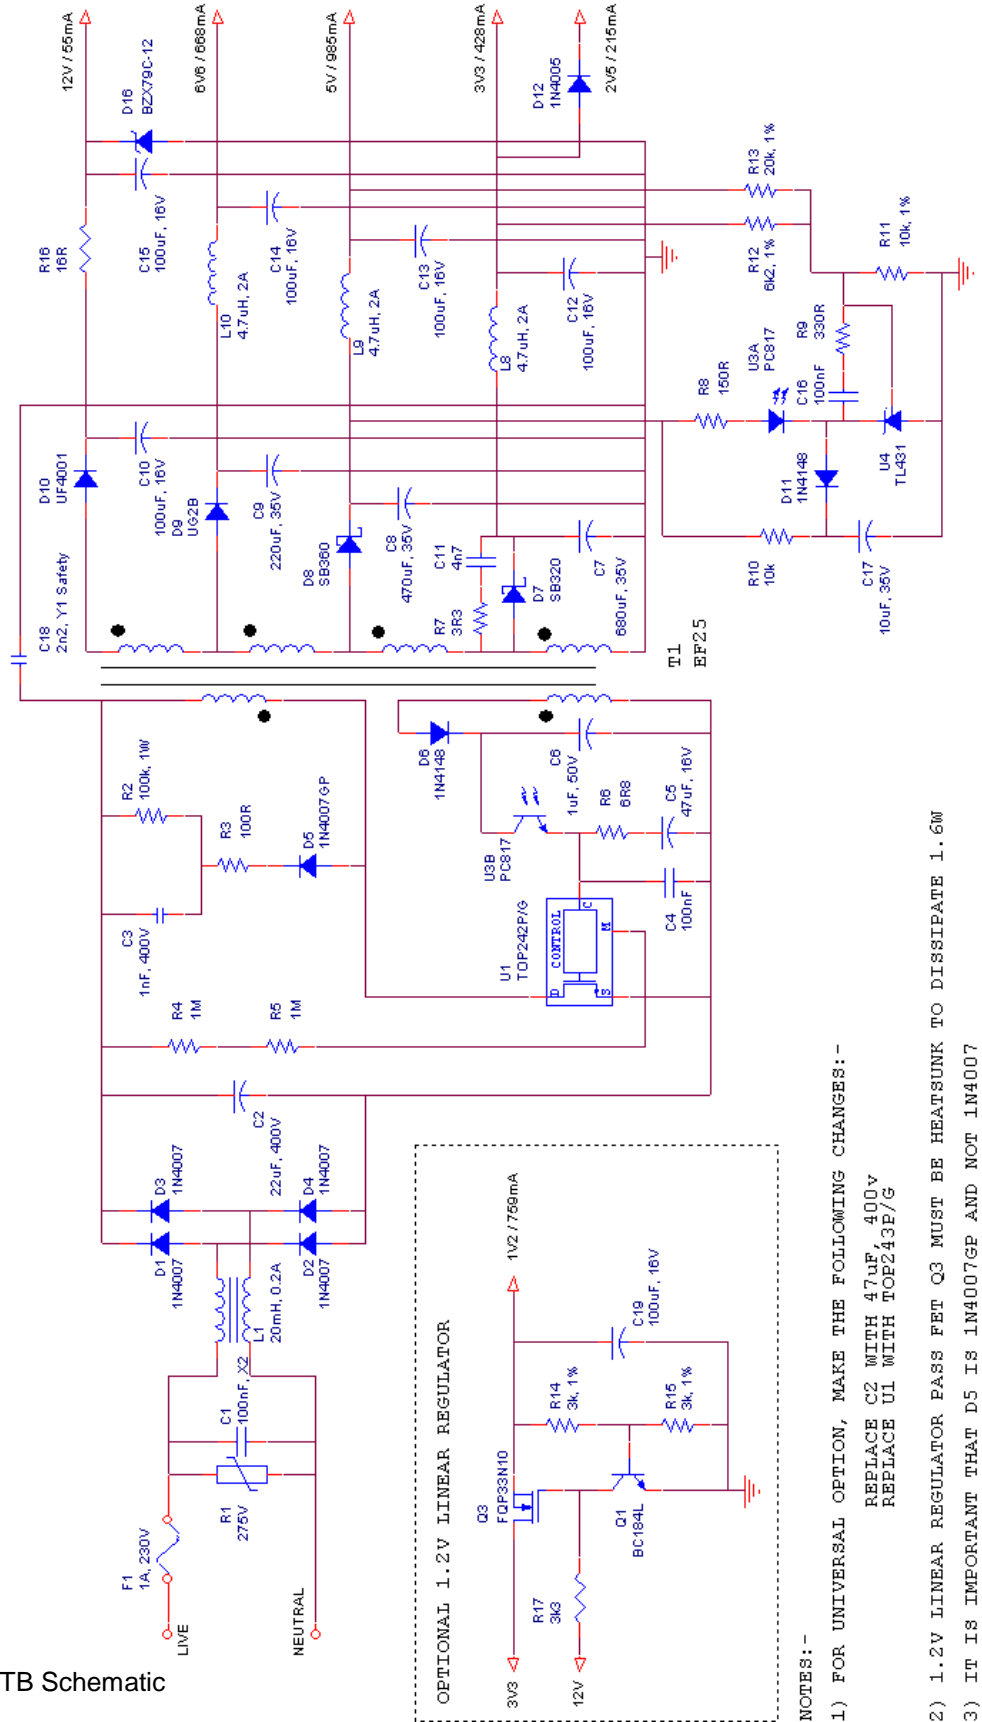 C18
2n2, Y1 Safety
D10
UF4001
R16
16R
12V / 55mA
D16
BZX79C-12
C10
100uF, 16V
C15
100uF, 16V
6V6 / 668mA
D9
UG2B
L10
4.7uH, 2A
C9
220uF, 35V
C14
100uF, 16V
5V / 985mA
D8
SB360
L9
4.7uH, 2A
C8
470uF, 35V
C13
100uF, 16V
3V3 / 428mA
R7
3R3
C11
4n7
L8
4.7uH, 2A
D7
SB320
C7
680uF, 35V
C12
100uF, 16V
D12
1N4005
2V5 / 215mA
T1
EF25
R8
150R
U3A
PC817
R12
6k2, 1%
R13
20k, 1%
R10
10k
D11
1N4148
C16
100nF
R9
330R
R11
10k, 1%
C17
10uF, 35V
U4
TL431
F1
1A, 230V
LIVE
NEUTRAL
R1
275V
C1
100nF, X2
L1
20mH, 0.2A
D1
1N4007
D3
1N4007
D2
1N4007
D4
1N4007
C2
22uF, 400V
R4
1M
R5
1M
C3
1nF, 400V
R2
100k, 1W
R3
100R
D5
1N4007GP
D6
1N4148
U1
TOP242P/G
D
S
CONTROL
C
M
U3B
PC817
C6
1uF, 50V
R6
6R8
C5
47uF, 16V
C4
100nF
OPTIONAL 1.2V LINEAR REGULATOR
3V3
12V
R17
3k3
Q3
FQP33N10
Q1
BC184L
R14
3k, 1%
R15
3k, 1%
C19
100uF, 16V
1V2 / 759mA
NOTES:-
1) FOR UNIVERSAL OPTION, MAKE THE FOLLOWING CHANGES:-
REPLACE C2 WITH 47uF, 400v
REPLACE U1 WITH TOP243P/G
2) 1.2V LINEAR REGULATOR PASS FET Q3 MUST BE HEATSUNK TO DISSIPATE 1.6W
3) IT IS IMPORTANT THAT D5 IS 1N4007GP AND NOT 1N4007
TB Schematic